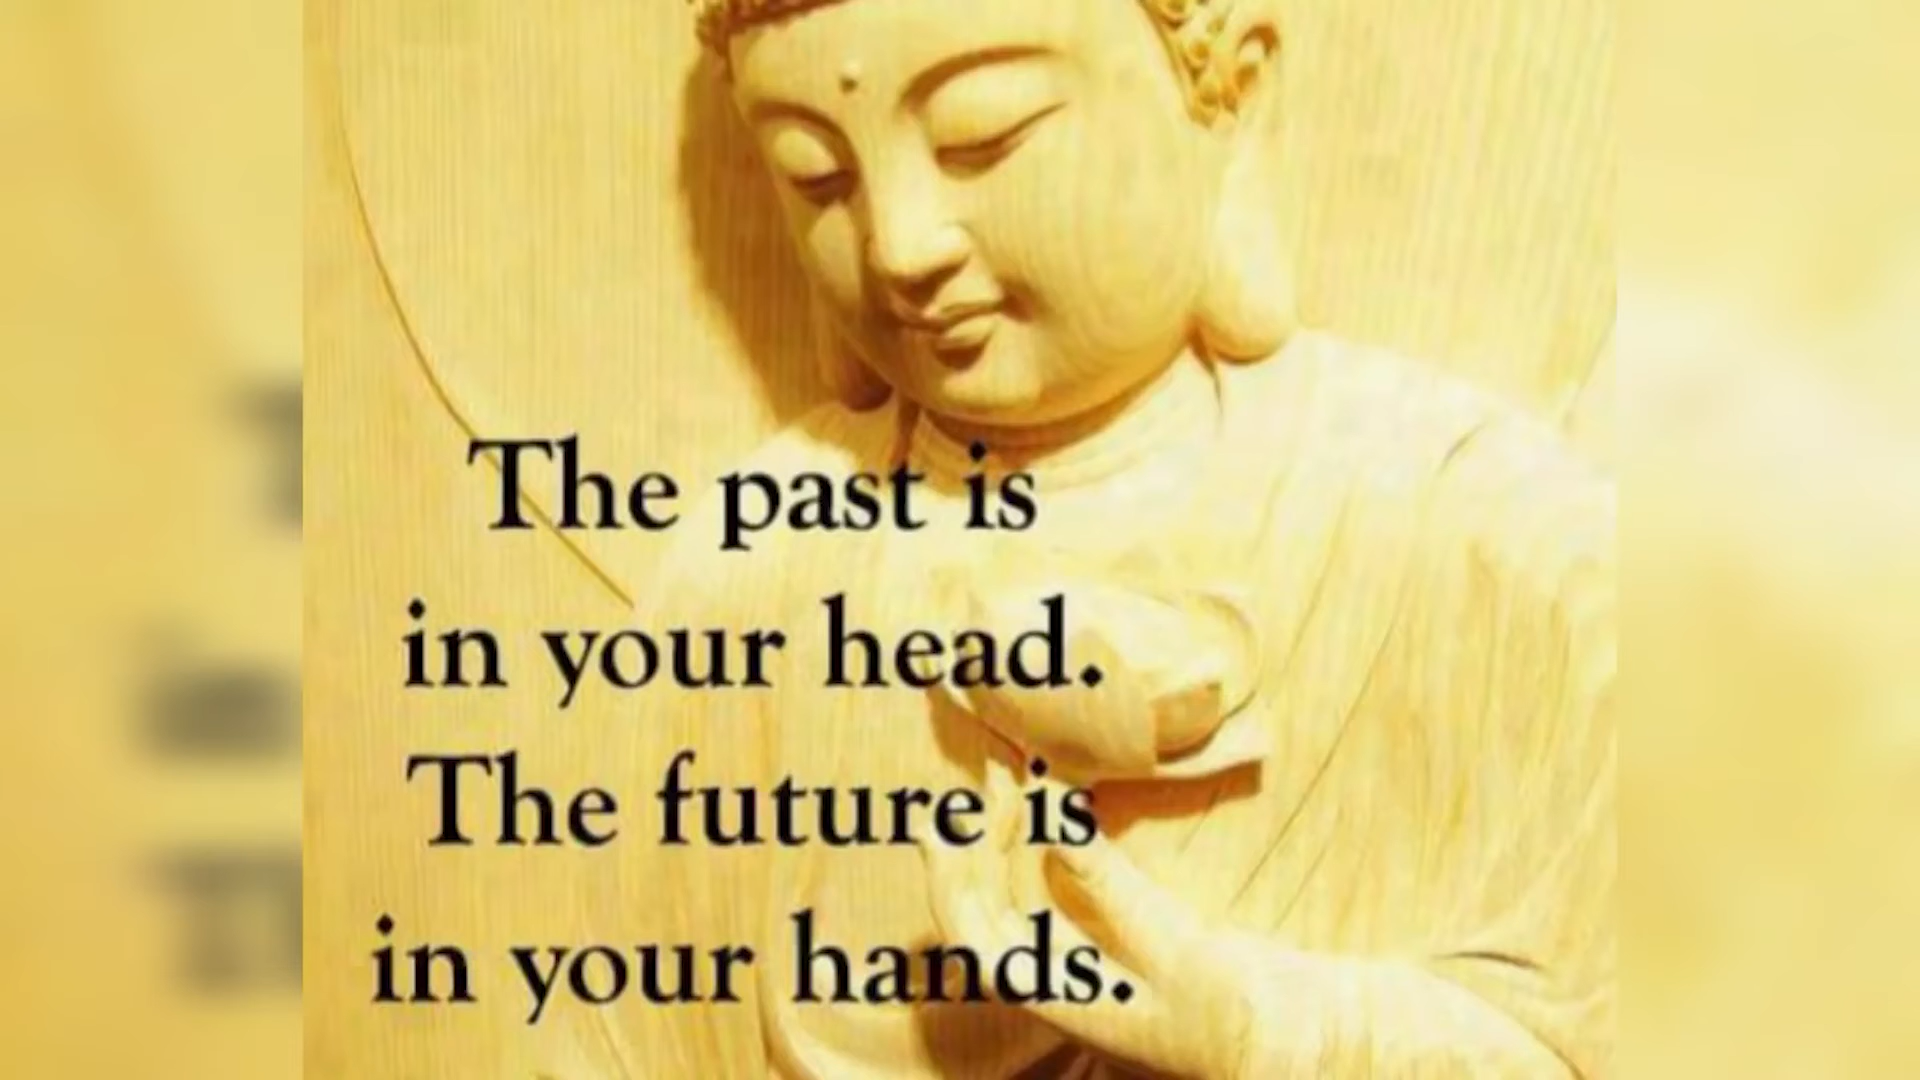 The past is
in your head.
The future is
in your hands.